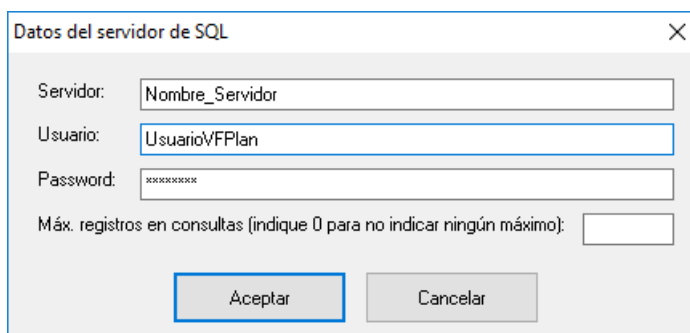 Datos del servidor de SQL
Servidor: Nombre_Servidor
Usuario: UsuarioVFPlan
Password: ××××××××
Máx. registros en consultas (indique 0 para no indicar ningún máximo):
Aceptar Cancelar